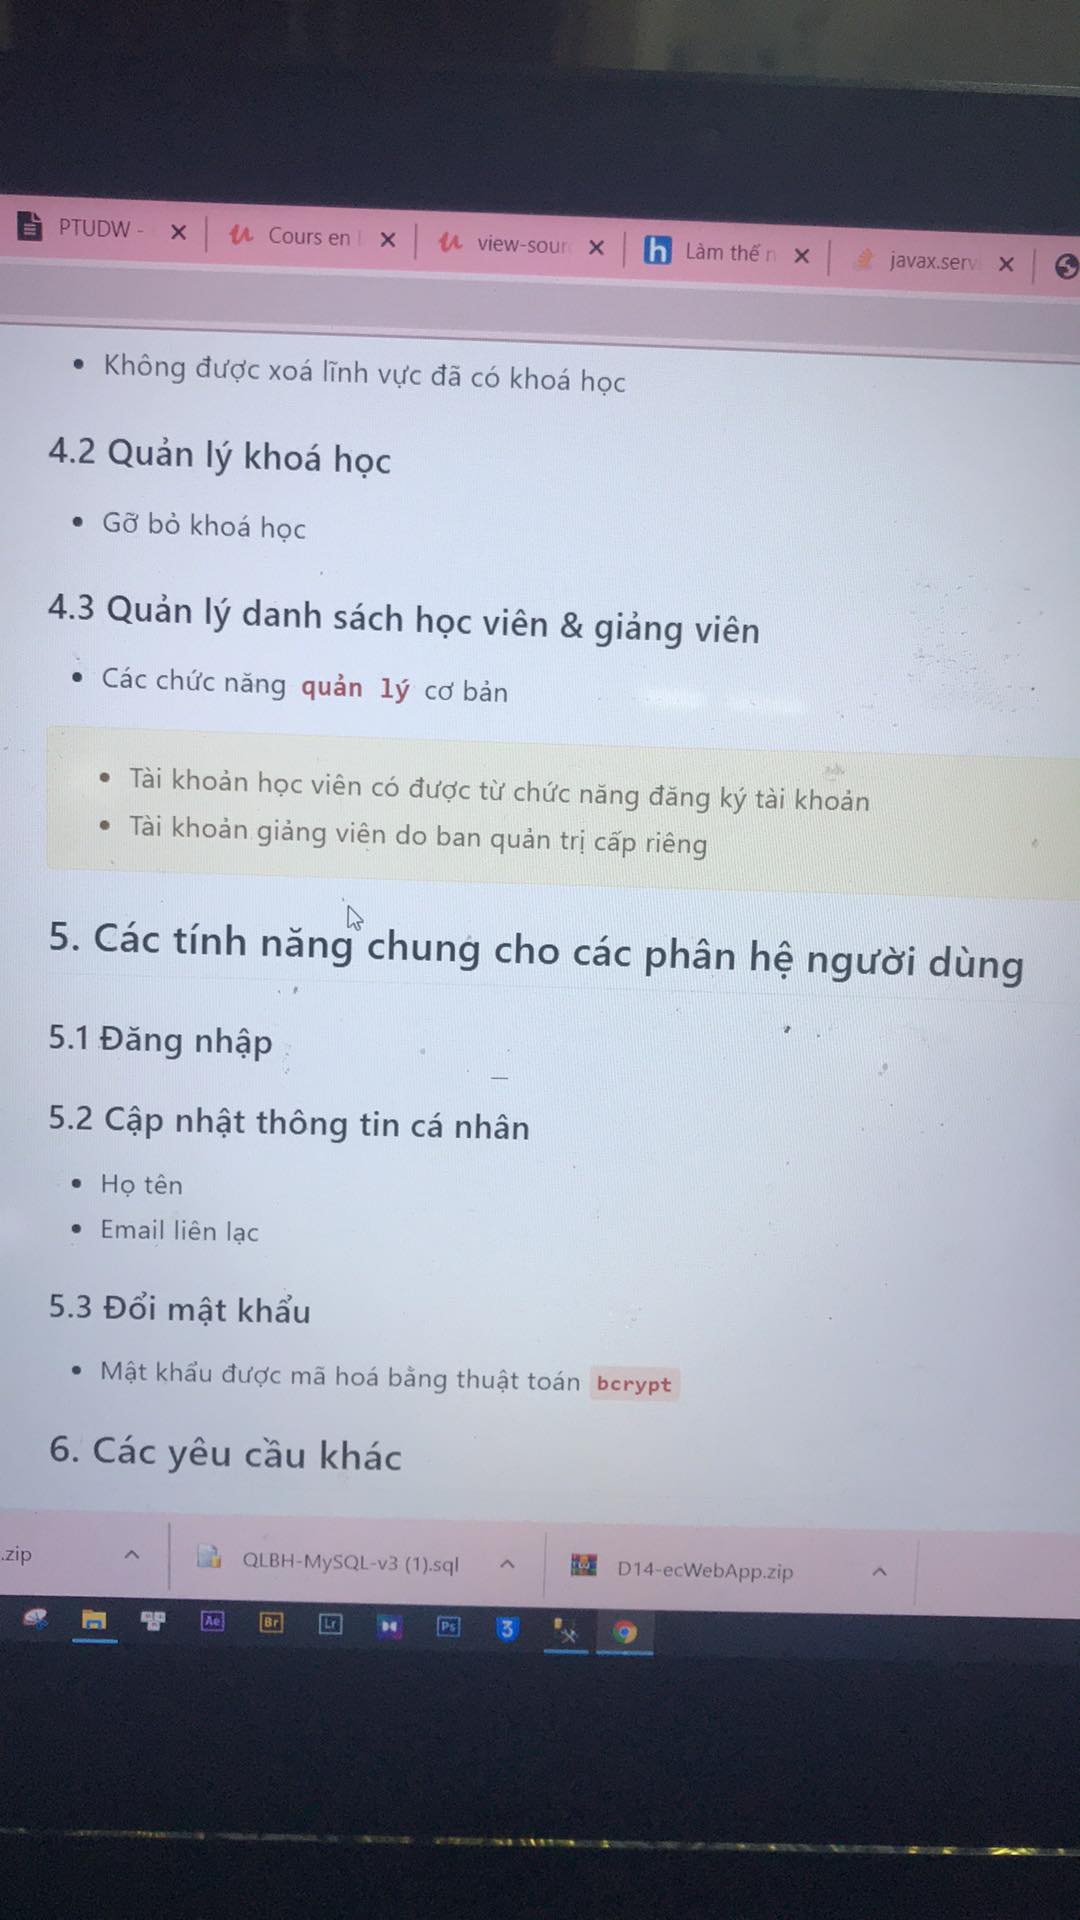 PTUDW -
Cours en
view-sour
Làm thế n
javax.serv
• Không được xoá lĩnh vực đã có khoá học
4.2 Quản lý khoá học
• Gỡ bỏ khoá học
4.3 Quản lý danh sách học viên & giảng viên
• Các chức năng quản lý cơ bản
• Tài khoản học viên có được từ chức năng đăng ký tài khoản
• Tài khoản giảng viên do ban quản trị cấp riêng
5. Các tính năng chung cho các phân hệ người dùng
5.1 Đăng nhập
5.2 Cập nhật thông tin cá nhân
• Họ tên
• Email liên lạc
5.3 Đổi mật khẩu
• Mật khẩu được mã hoá bằng thuật toán bcrypt
6. Các yêu cầu khác
.zip
QLBH-MySQL-v3 (1).sql
D14-ecWebApp.zip
Ae
Br
Lr
Ps
3